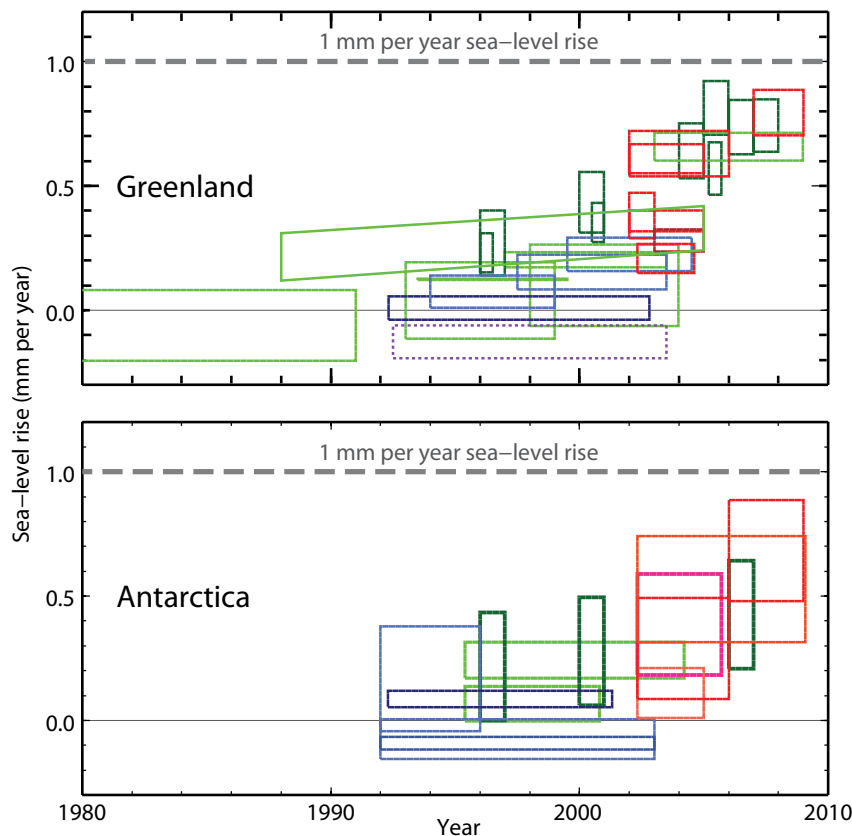 1 mm per year sea−level rise
1.0
0.5
0.0
Greenland
Sea−level rise (mm per year)
1 mm per year sea−level rise
1.0
0.5
0.0
Antarctica
1980
1990
2000
2010
Year